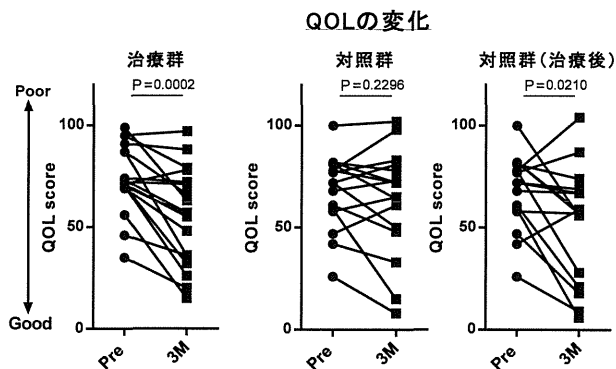 QOLの変化
治療群
対照群
対照群(治療後)
P=0.0002
P=0.2296
P=0.0210
Poor
Good
QOL score
100
50
0
Pre
3M
QOL score
100
50
0
Pre
3M
QOL score
100
50
0
Pre
3M